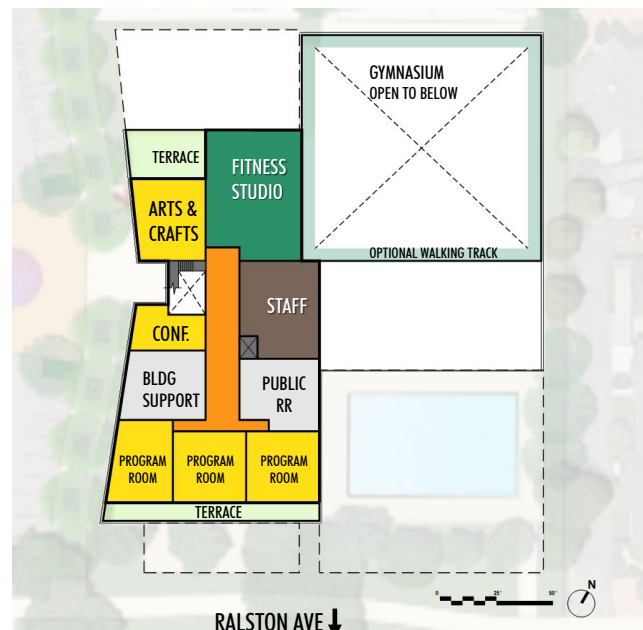 GYMNASIUM
OPEN TO BELOW
TERRACE
FITNESS
STUDIO
ARTS &
CRAFTS
OPTIONAL WALKING TRACK
STAFF
CONF.
BLDG
SUPPORT
PUBLIC
RR
PROGRAM
ROOM
PROGRAM
ROOM
PROGRAM
ROOM
TERRACE
0 25' 50'
N
RALSTON AVE